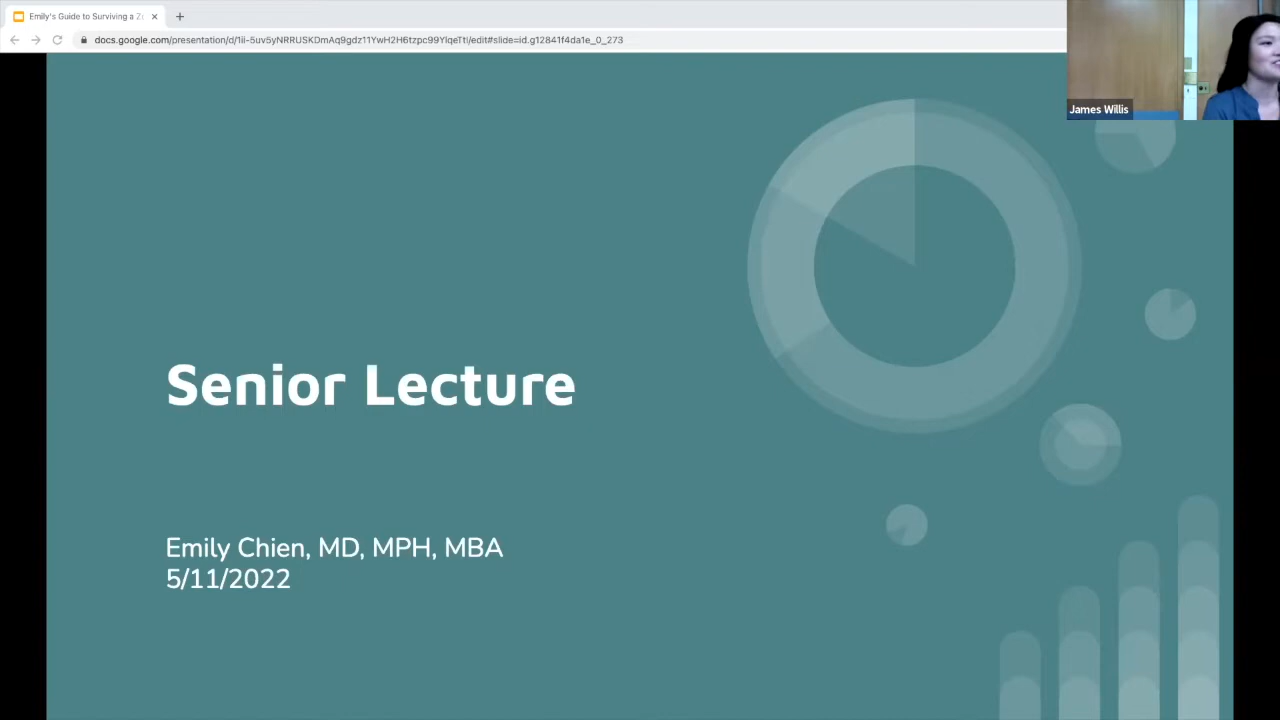 Emily's Guide to Surviving a
docs.google.com/presentation/d/1ii-5uv5yNRRUSKDmAq9gdz11YwH2H6tzpc99YlqeTtI/edit#slide=id.g12841f4da1e_0_273
James Willis
Senior Lecture
Emily Chien, MD, MPH, MBA
5/11/2022